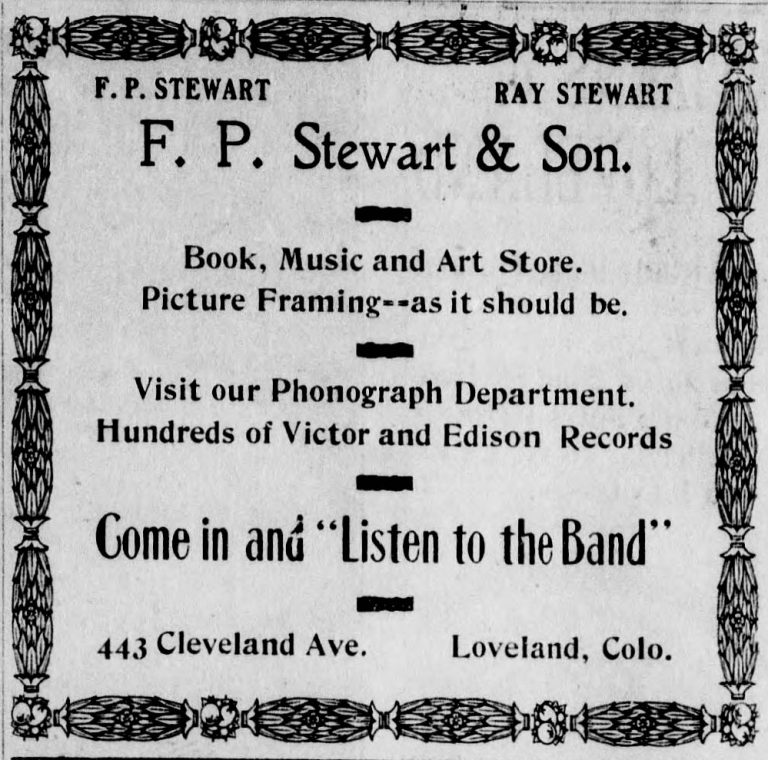 F. P. STEWART RAY STEWART
F. P. Stewart & Son.
Book, Music and Art Store.
Picture Framing--as it should be.
Visit our Phonograph Department.
Hundreds of Victor and Edison Records
Come in and "Listen to the Band"
443 Cleveland Ave. Loveland, Colo.